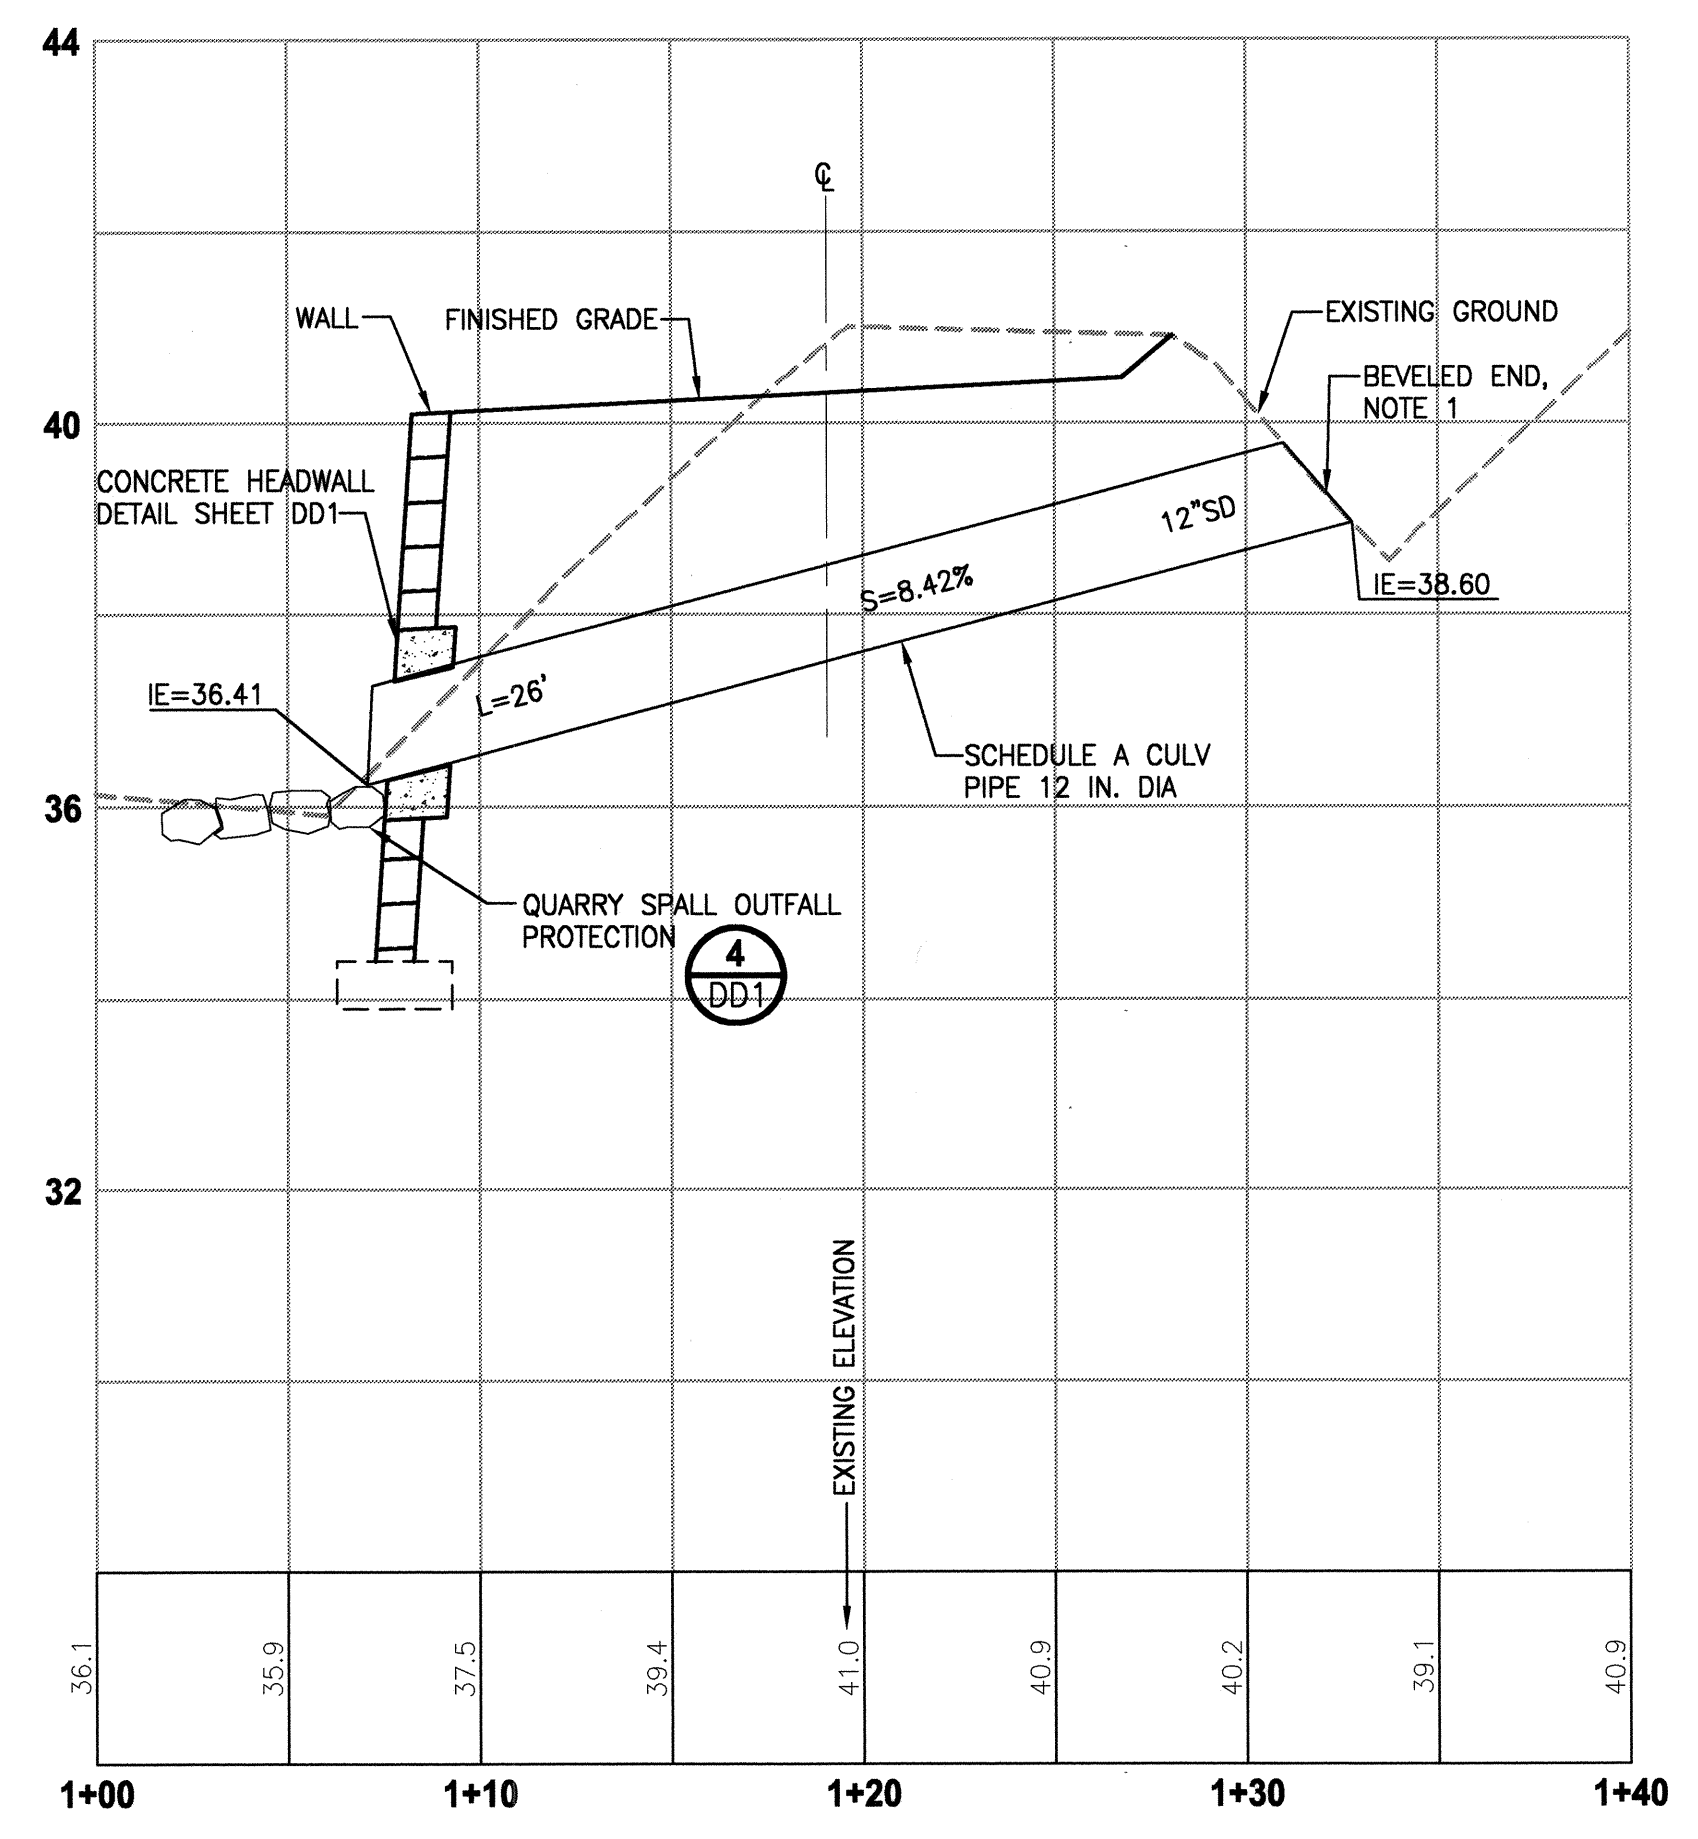 44
℄
WALL
FINISHED GRADE
EXISTING GROUND
BEVELED END,
NOTE 1
40
CONCRETE HEADWALL
DETAIL SHEET DD1
12"SD
S=8.42%
IE=38.60
IE=36.41
L=26'
SCHEDULE A CULV
PIPE 12 IN. DIA
36
QUARRY SPALL OUTFALL
PROTECTION
4
DD1
32
EXISTING ELEVATION
36.1
35.9
37.5
39.4
41.0
40.9
40.2
39.1
40.9
1+00
1+10
1+20
1+30
1+40